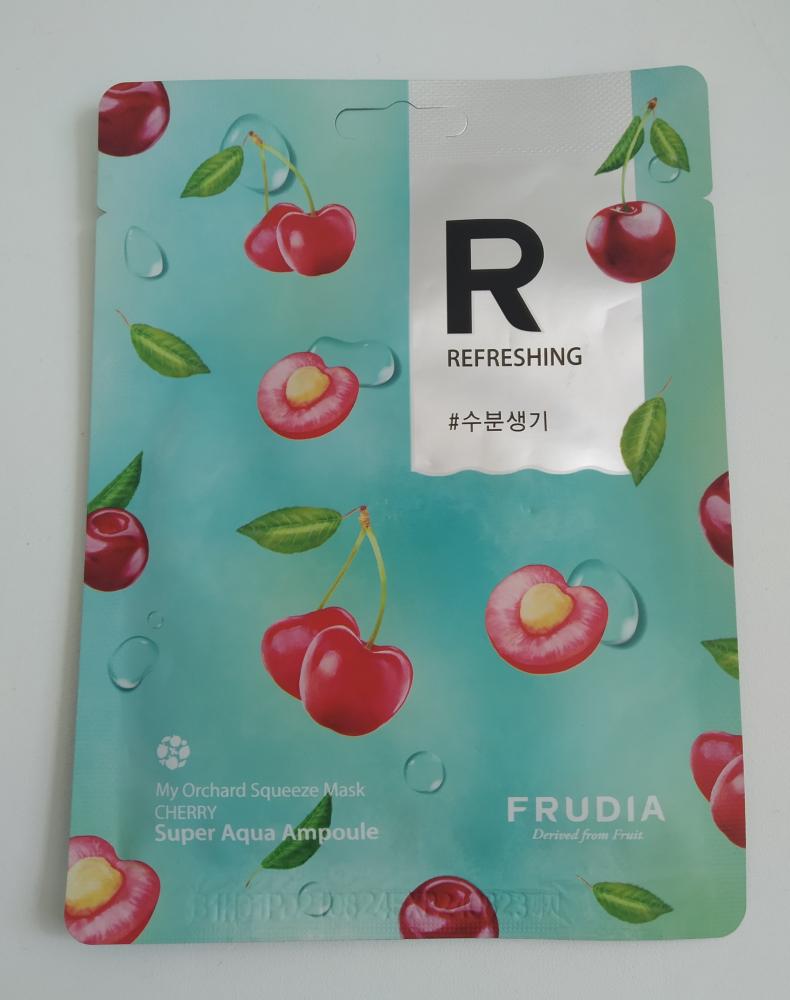 R
REFRESHING
#수분생기
My Orchard Squeeze Mask
CHERRY
Super Aqua Ampoule
FRUDIA
Derived from Fruit